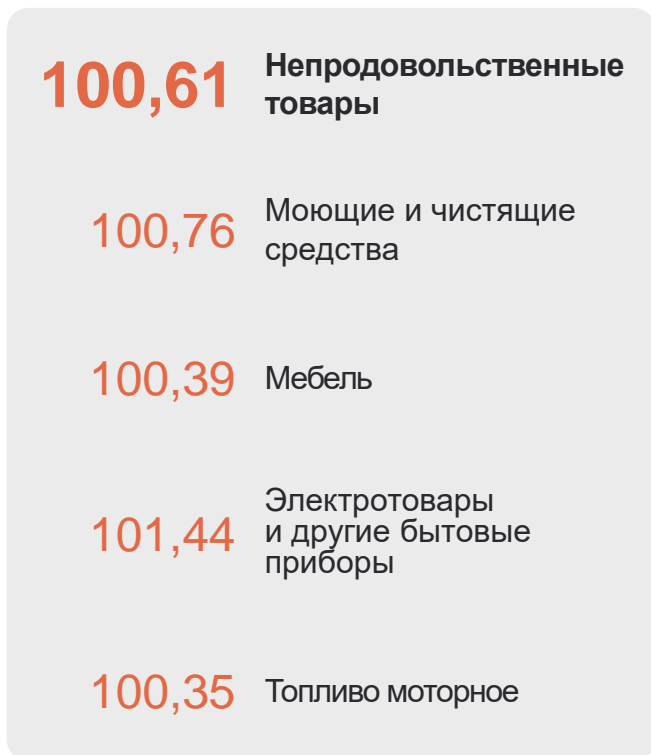 100,61 Непродовольственные
товары
100,76 Моющие и чистящие
средства
100,39 Мебель
101,44 Электротовары
и другие бытовые
приборы
100,35 Топливо моторное